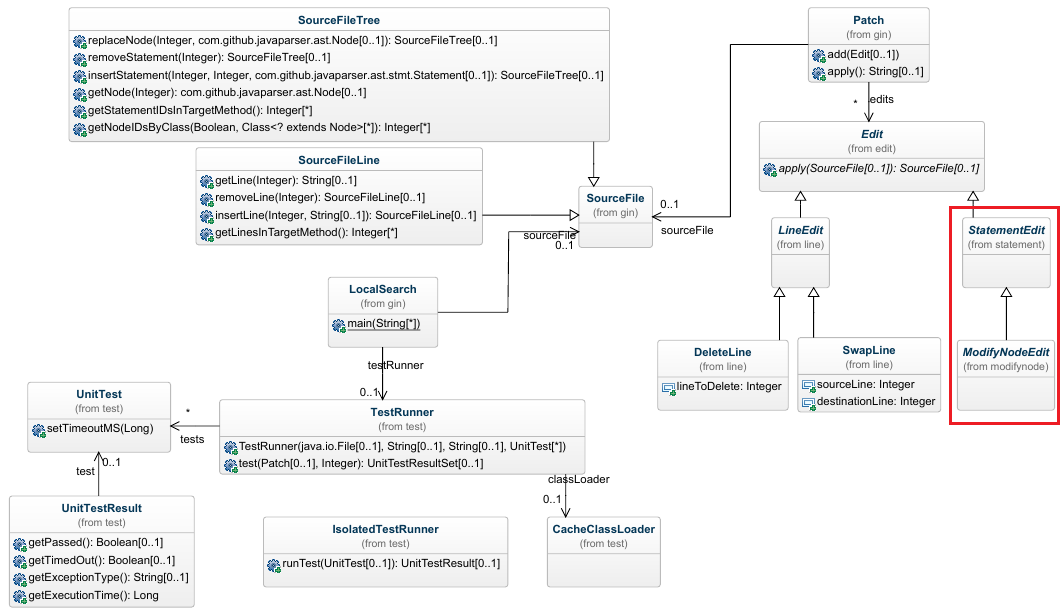 SourceFileTree
replaceNode(Integer, com.github.javaparser.ast.Node[0..1]): SourceFileTree[0..1]
removeStatement(Integer): SourceFileTree[0..1]
insertStatement(Integer, Integer, com.github.javaparser.ast.stmt.Statement[0..1]): SourceFileTree[0..1]
getNode(Integer): com.github.javaparser.ast.Node[0..1]
getStatementIDsInTargetMethod(): Integer[*]
getNodeIDsByClass(Boolean, Class<? extends Node>[*]): Integer[*]
Patch
(from gin)
add(Edit[0..1])
apply(): String[0..1]
* edits
Edit
(from edit)
apply(SourceFile[0..1]): SourceFile[0..1]
SourceFileLine
getLine(Integer): String[0..1]
removeLine(Integer): SourceFileLine[0..1]
insertLine(Integer, String[0..1]): SourceFileLine[0..1]
getLinesInTargetMethod(): Integer[*]
SourceFile
(from gin)
0..1
sourceFile
sourceFile
0..1
LineEdit
(from line)
StatementEdit
(from statement)
LocalSearch
(from gin)
main(String[*])
testRunner
0..1
DeleteLine
(from line)
lineToDelete: Integer
SwapLine
(from line)
sourceLine: Integer
destinationLine: Integer
ModifyNodeEdit
(from modifynode)
UnitTest
(from test)
setTimeoutMS(Long)
*
tests
TestRunner
(from test)
TestRunner(java.io.File[0..1], String[0..1], String[0..1], UnitTest[*])
test(Patch[0..1], Integer): UnitTestResultSet[0..1]
0..1
test
classLoader
0..1
UnitTestResult
(from test)
getPassed(): Boolean[0..1]
getTimedOut(): Boolean[0..1]
getExceptionType(): String[0..1]
getExecutionTime(): Long
IsolatedTestRunner
(from test)
runTest(UnitTest[0..1]): UnitTestResult[0..1]
CacheClassLoader
(from test)